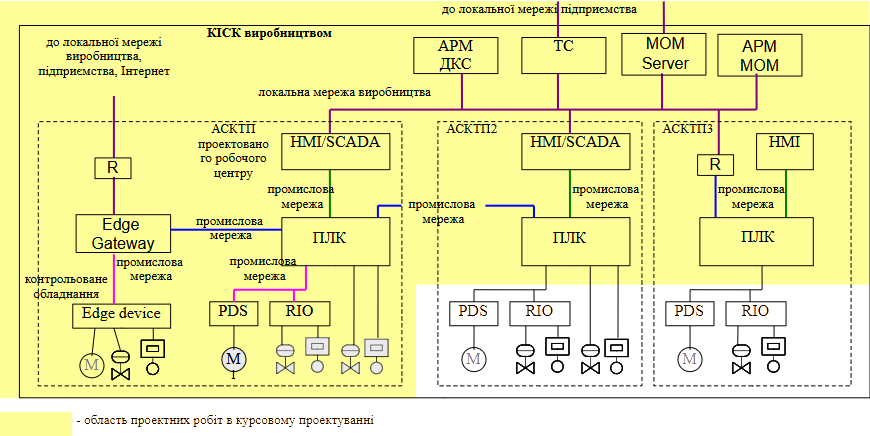 до локальної мережі підприємства
КІСК виробництвом
до локальної мережі
виробництва,
підприємства, Інтернет
АРМ
ДКС
ТС
MOM
Server
АРМ
МОМ
локальна мережа виробництва
АСКТП
проектовано
го робочого
центру
HMI/SCADA
АСКТП2
HMI/SCADA
АСКТП3
R
HMI
R
промислова
мережа
промислова
мережа
промислова
мережа
Edge
Gateway
промислова
мережа
ПЛК
промислова
мережа
ПЛК
ПЛК
промислова
мережа
промислова
мережа
контрольоване
обладнання
Edge device
PDS
RIO
PDS
RIO
PDS
RIO
M
M
1
M
M
- область проектних робіт в курсовому проектуванні